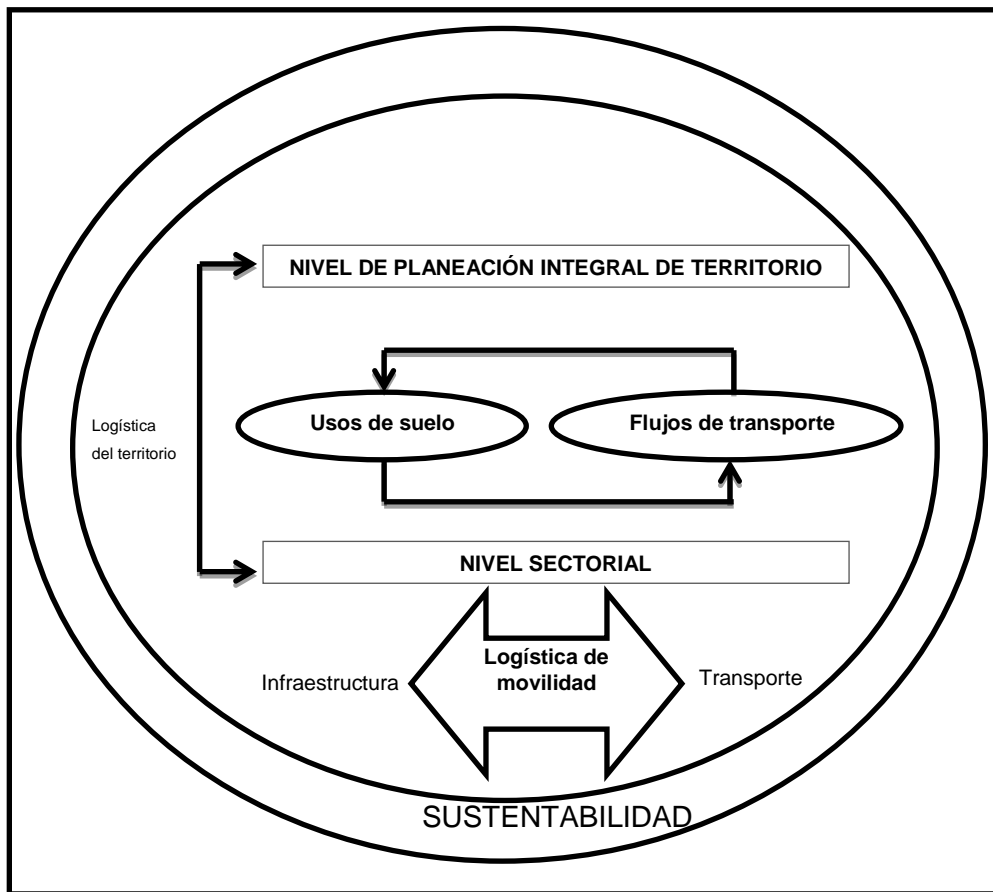 NIVEL DE PLANEACIÓN INTEGRAL DE TERRITORIO
Usos de suelo
Flujos de transporte
Logística
del territorio
NIVEL SECTORIAL
Logística de
movilidad
Infraestructura
Transporte
SUSTENTABILIDAD